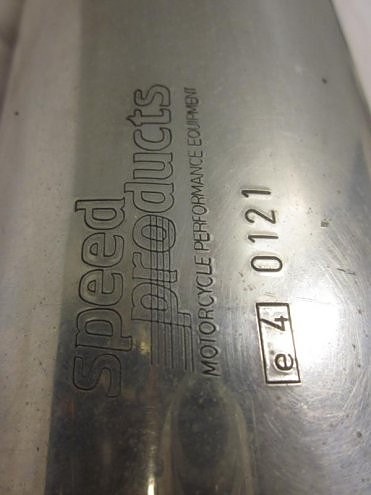 speed
products
MOTORCYCLE PERFORMANCE EQUIPMENT
e 4 0121